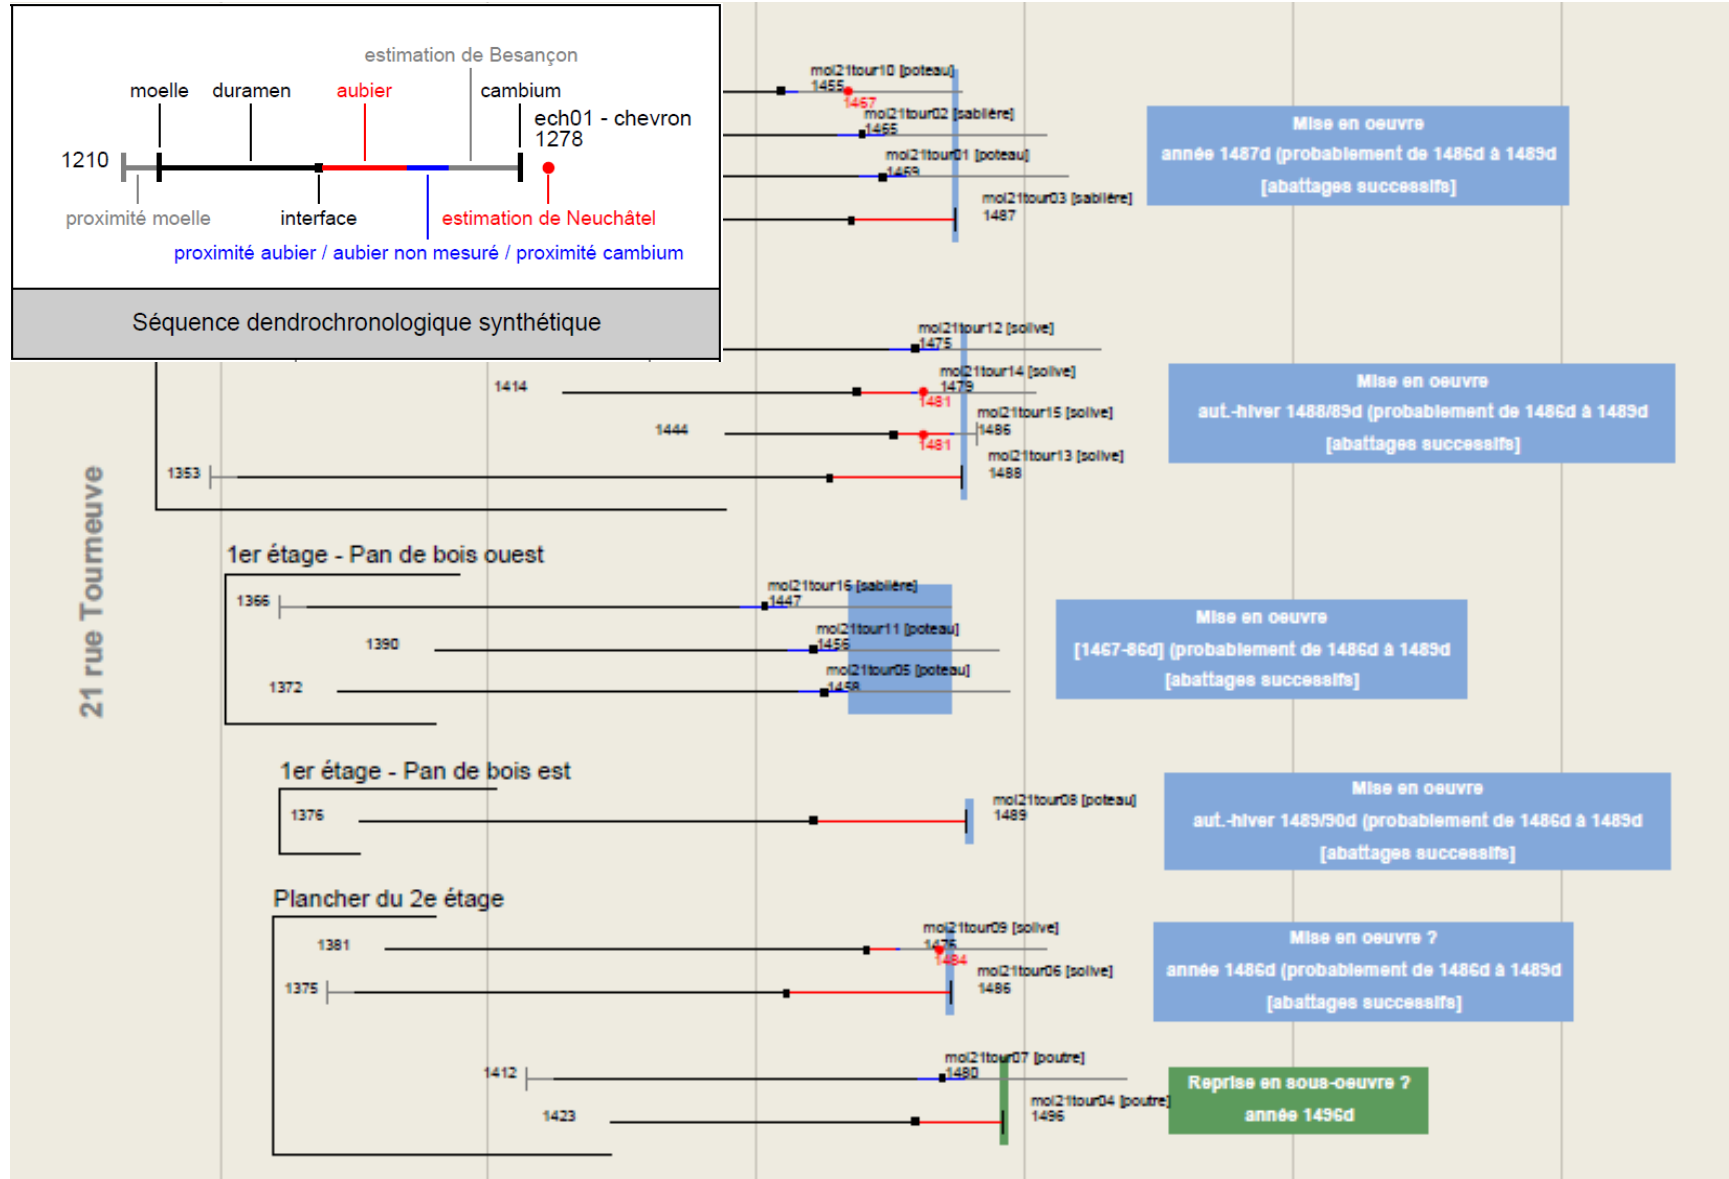 estimation de Besançon
moelle duramen aubier cambium
ech01 - chevron
1278
1210
proximité moelle interface estimation de Neuchâtel
proximité aubier / aubier non mesuré / proximité cambium
Séquence dendrochronologique synthétique
moi21tour10 [poteau]
1455
1467
moi21tour02 [sablière]
1465
moi21tour01 [poteau]
1469
moi21tour03 [sablière]
1487
Mise en oeuvre
année 1487d (probablement de 1486d à 1489d
[abattages successifs]
moi21tour12 [solive]
1475
1414
moi21tour14 [solive]
1479
1481
1444
moi21tour15 [solive]
1486
1481
1353
moi21tour13 [solive]
1488
Mise en oeuvre
aut.-hiver 1488/89d (probablement de 1486d à 1489d
[abattages successifs]
21 rue Tourneuve
1er étage - Pan de bois ouest
1366
moi21tour16 [sablière]
1447
1390
moi21tour11 [poteau]
1456
1372
moi21tour05 [poteau]
1458
Mise en oeuvre
[1467-86d] (probablement de 1486d à 1489d
[abattages successifs]
1er étage - Pan de bois est
1376
moi21tour08 [poteau]
1489
Mise en oeuvre
aut.-hiver 1489/90d (probablement de 1486d à 1489d
[abattages successifs]
Plancher du 2e étage
1381
moi21tour09 [solive]
1476
1484
1375
moi21tour06 [solive]
1486
Mise en oeuvre ?
année 1486d (probablement de 1486d à 1489d
[abattages successifs]
1412
moi21tour07 [poutre]
1480
1423
moi21tour04 [poutre]
1496
Reprise en sous-oeuvre ?
année 1496d